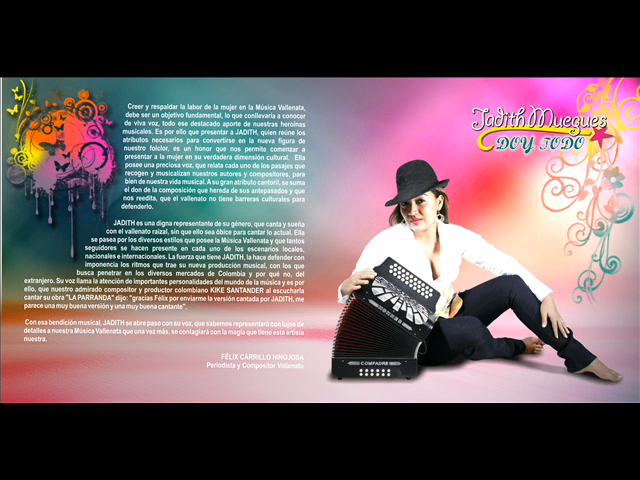 Creer y respaldar la labor de la mujer en la Música Vallenata,
debe ser un objetivo fundamental, lo que conllevaría a conocer
de viva voz, todo ese destacado aporte de nuestras heroínas
musicales. Es por ello que presentar a JADITH, quien reúne los
atributos necesarios para convertirse en la nueva figura de
nuestro folclor, es un honor que nos permite comenzar a
presentar a la mujer en su verdadera dimensión cultural. Ella
posee una preciosa voz, que relata cada uno de los pasajes que
recogen y musicalizan nuestros autores y compositores, para
bien de nuestra vida musical. A su gran atributo cantoril, se suma
el don de la composición que hereda de sus antepasados y que
nos reedita, que el vallenato no tiene barreras culturales para
defenderlo.
JADITH es una digna representante de su género, que canta y sueña
con el vallenato raizal, sin que ello sea óbice para cantar lo actual. Ella
se pasea por los diversos estilos que posee la Música Vallenata y que tantos
seguidores se hacen presente en cada uno de los escenarios locales,
nacionales e internacionales. La fuerza que tiene JADITH, la hace defender con
imponencia los ritmos que trae su nueva producción musical, con los que
busca penetrar en los diversos mercados de Colombia y por qué no, del
extranjero. Su voz llama la atención de importantes personalidades del mundo de la música y es por
ello, que nuestro admirado compositor y productor colombiano KIKE SANTANDER al escucharla
cantar su obra "LA PARRANDA" dijo: "gracias Félix por enviarme la versión cantada por JADITH, me
parece una muy buena versión y una muy buena cantante".
Con esa bendición musical, JADITH se abre paso con su voz, que sabemos representará con lujos de
detalles a nuestra Música Vallenata que una vez más, se contagiará con la magia que tiene esta artista
nuestra.
FÉLIX CARRILLO HINOJOSA
Periodista y Compositor Vallenato
Jadith Muegues
DOY TODO
COMPADRE